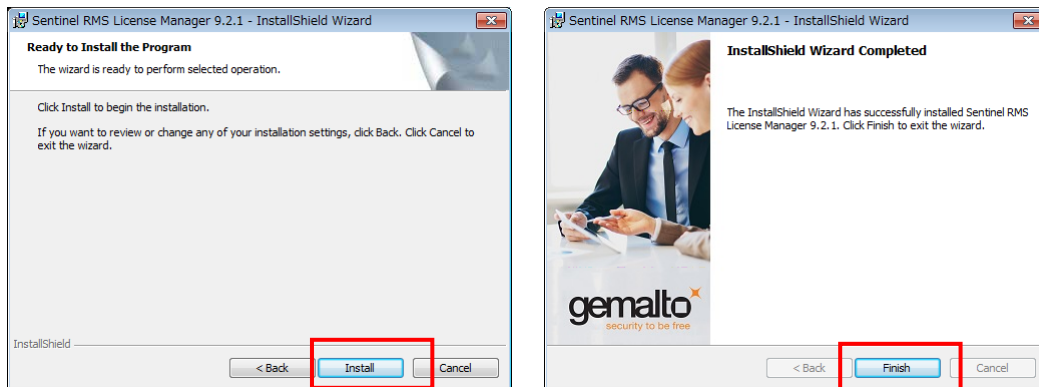 Sentinel RMS License Manager 9.2.1 - InstallShield Wizard
Ready to Install the Program
The wizard is ready to perform selected operation.
Click Install to begin the installation.
If you want to review or change any of your installation settings, click Back. Click Cancel to
exit the wizard.
InstallShield
< Back
Install
Cancel
Sentinel RMS License Manager 9.2.1 - InstallShield Wizard
InstallShield Wizard Completed
The InstallShield Wizard has successfully installed Sentinel RMS
License Manager 9.2.1. Click Finish to exit the wizard.
gemalto
security to be free
< Back
Finish
Cancel